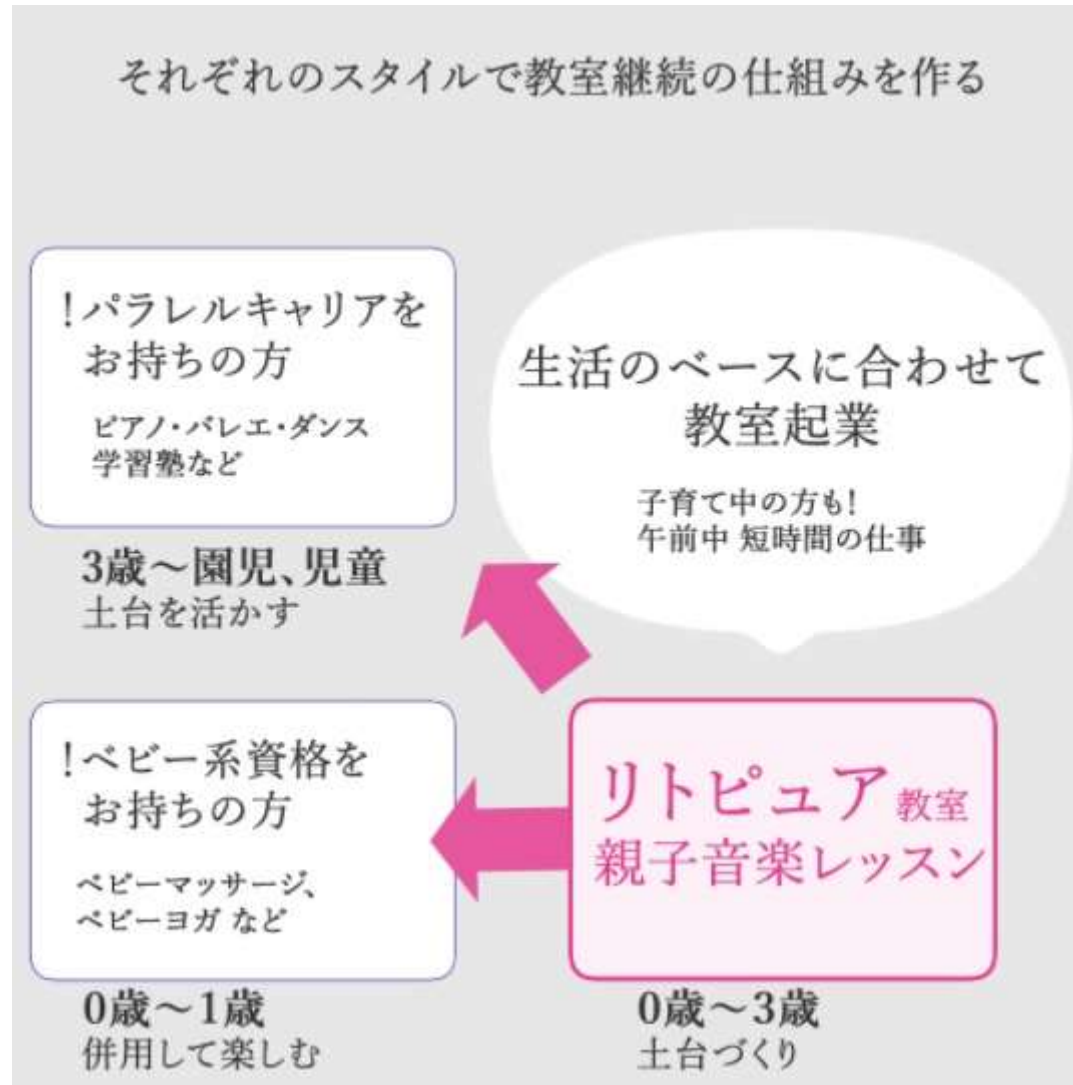 それぞれのスタイルで教室継続の仕組みを作る
！パラレルキャリアを
お持ちの方
ピアノ・バレエ・ダンス
学習塾など
3歳～園児、児童
土台を活かす
生活のベースに合わせて
教室起業
子育て中の方も！
午前中 短時間の仕事
！ベビー系資格を
お持ちの方
ベビーマッサージ、
ベビーヨガ など
0歳～1歳
併用して楽しむ
リトピュア 教室
親子音楽レッスン
0歳～3歳
土台づくり